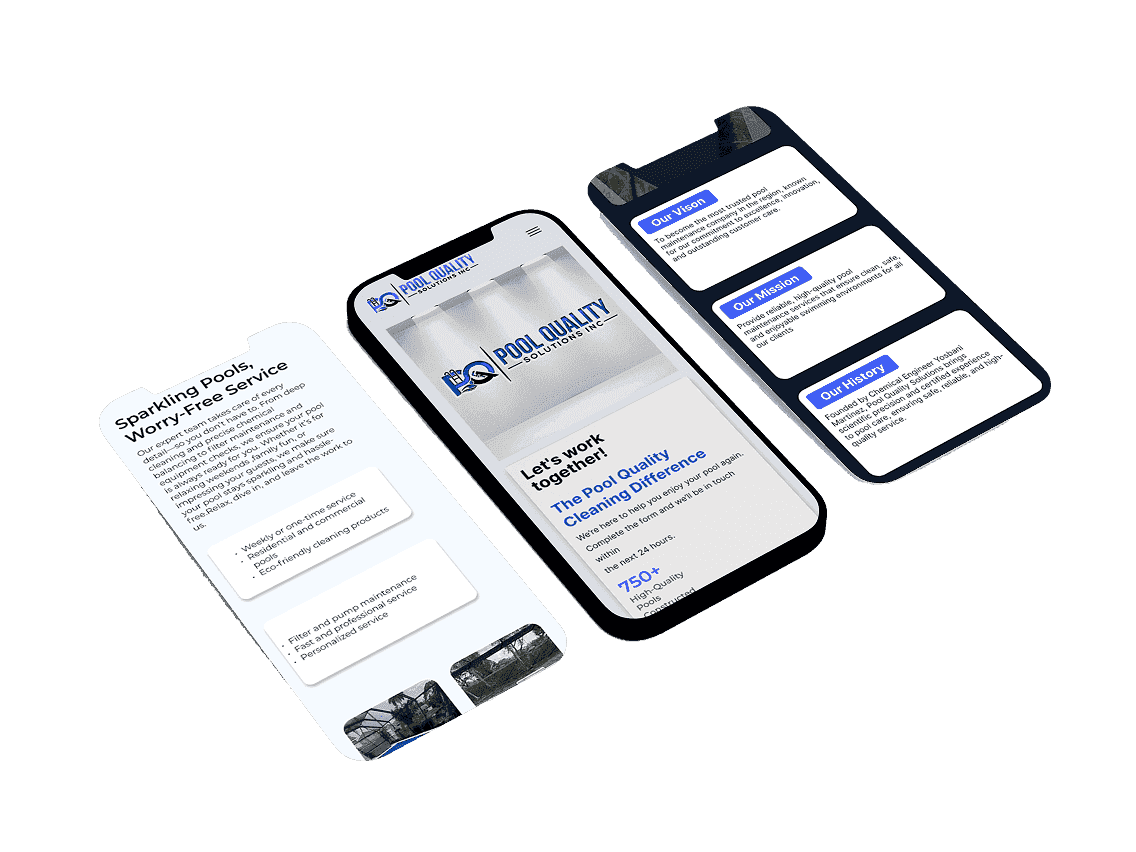 Sparkling Pools,
Worry-Free Service
Our expert team takes care of every
detail—so you don't have to. From deep
cleaning and precise chemical
balancing to filter maintenance and
equipment checks, we ensure your pool
is always ready for you. Whether it's for
relaxing weekends ,family fun, or
impressing your guests, we make sure
your pool stays sparkling and hassle-
free.Relax, dive in, and leave the work to
us.
• Weekly or one-time service
• Residential and commercial
pools
• Eco-friendly cleaning products
• Filter and pump maintenance
• Fast and professional service
• Personalized service
POOL QUALITY
SOLUTIONS INC
POOL QUALITY
SOLUTIONS INC
Let's work
together!
The Pool Quality
Cleaning Difference
We're here to help you enjoy your pool again.
Complete the form and we'll be in touch
within
the next 24 hours.
750+
High-Quality
Pools
Constructed
Our Vison
To become the most trusted pool
maintenance company in the region, known
for our commitment to excellence, innovation,
and outstanding customer care.
Our Mission
Provide reliable, high-quality pool
maintenance services that ensure clean, safe,
and enjoyable swimming environments for all
our clients
Our History
Founded by Chemical Engineer Yosbani
Martinez, Pool Quality Solutions brings
scientific precision and certified experience
to pool care, ensuring safe, reliable, and high-
quality service.